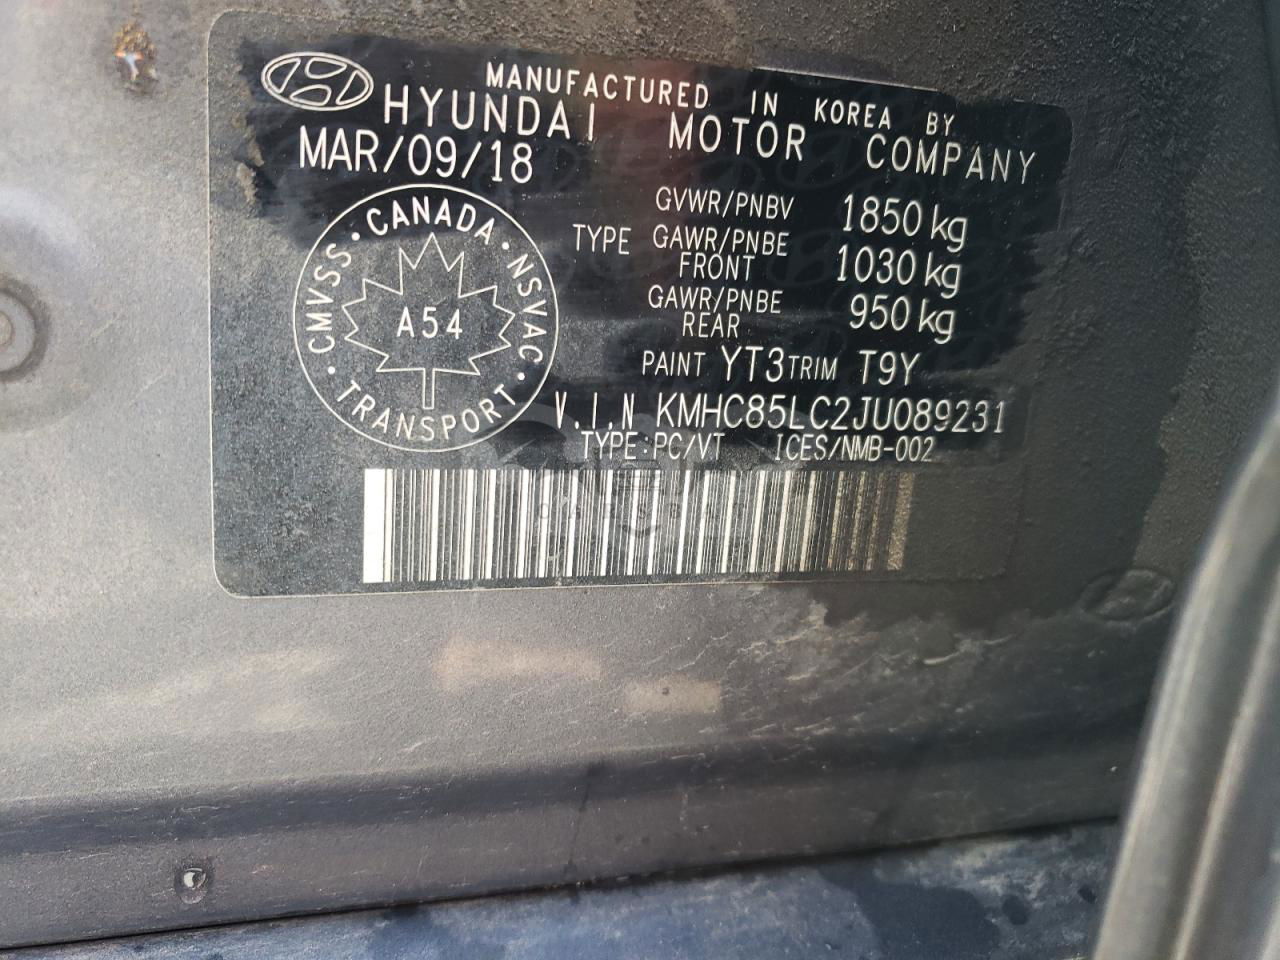 MANUFACTURED IN KOREA BY
HYUNDAI MOTOR COMPANY
MAR/09/18
GVWR/PNBV 1850 kg
TYPE GAWR/PNBE FRONT 1030 kg
GAWR/PNBE REAR 950 kg
PAINT YT3 TRIM T9Y
V.I.N KMHC85LC2JU089231
TYPE:PC/VT ICES/NMB-002
CANADA · NSVAC · TRANSPORT · CMVSS ·
A54